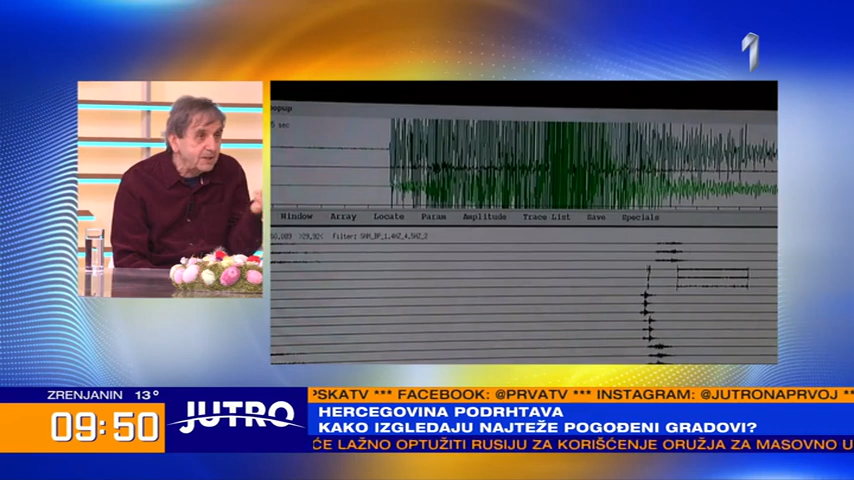 1
popup
5 sec
Window Array Locate Param Amplitude Trace List Save Specials
ZRENJANIN 13°
PSKATV *** FACEBOOK: @PRVATV *** INSTAGRAM: @JUTRONAPRVOJ **
09:50
JUTRO
HERCEGOVINA PODRHTAVA
KAKO IZGLEDAJU NAJTEŽE POGOĐENI GRADOVI?
ĆE LAŽNO OPTUŽITI RUSIJU ZA KORIŠĆENJE ORUŽJA ZA MASOVNO U